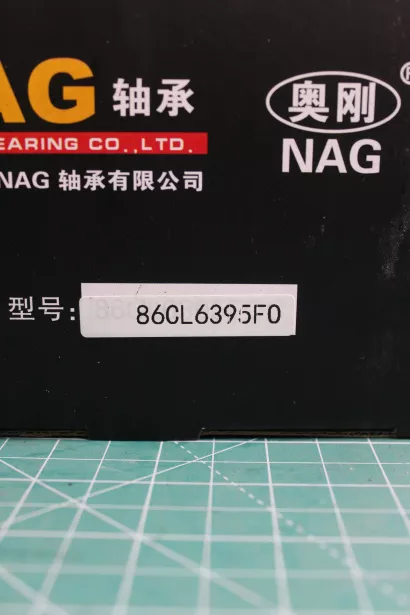 AG 轴承
EARING CO.,LTD.
NAG 轴承有限公司
奥刚
NAG
型号: 86CL6395F0